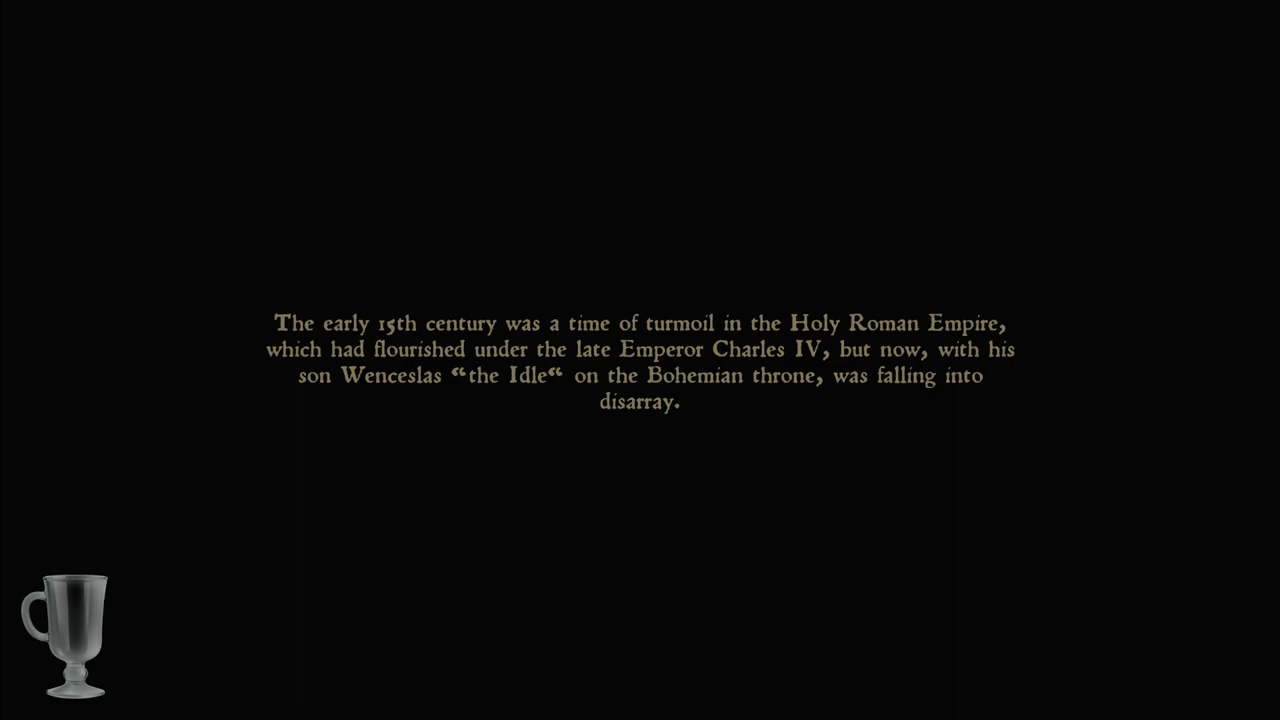 The early 15th century was a time of turmoil in the Holy Roman Empire,
which had flourished under the late Emperor Charles IV, but now, with his
son Wenceslas “the Idle“ on the Bohemian throne, was falling into
disarray.